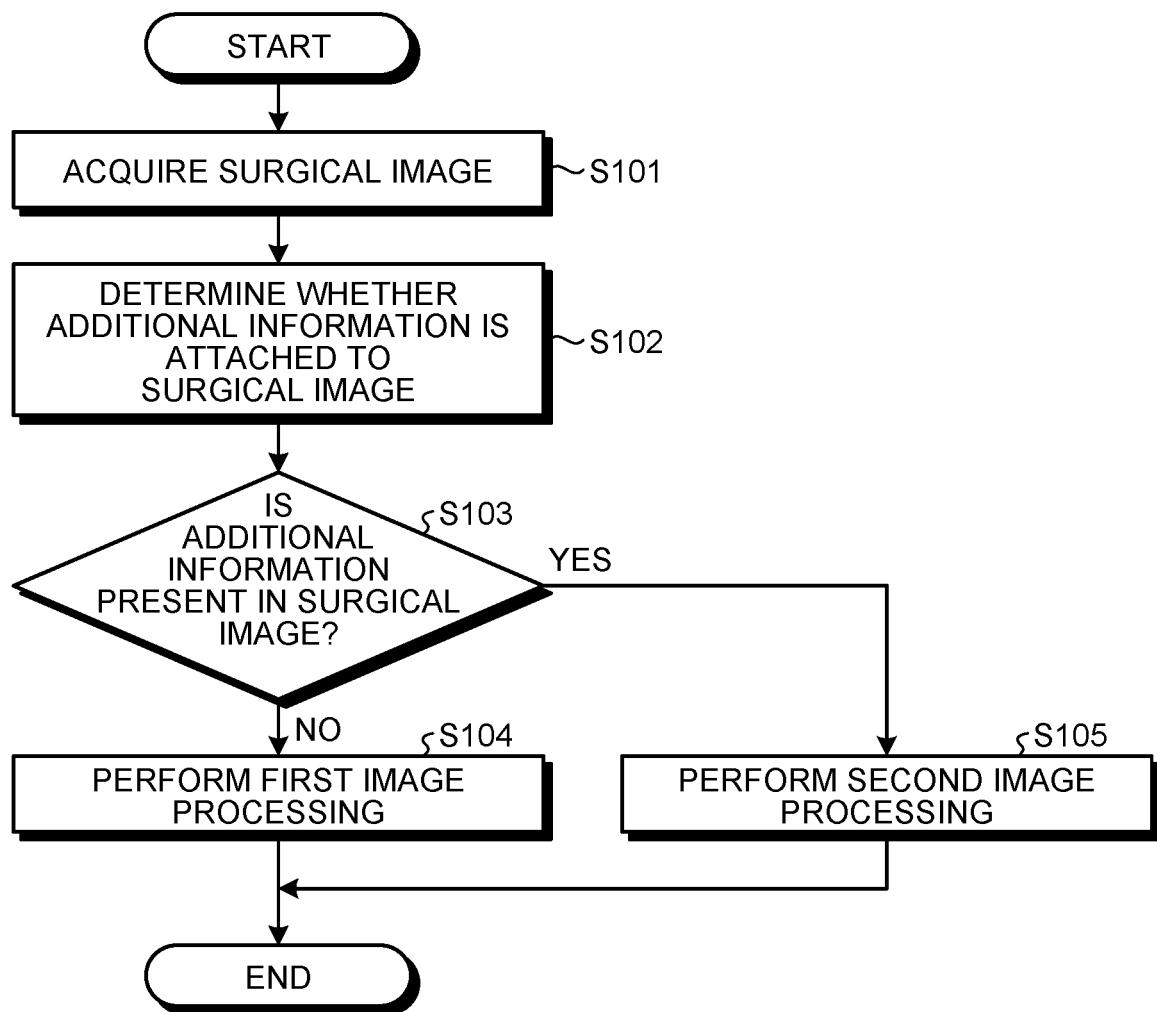 START
ACQUIRE SURGICAL IMAGE
S101
DETERMINE WHETHER
ADDITIONAL INFORMATION IS
ATTACHED TO
SURGICAL IMAGE
S102
IS
ADDITIONAL
INFORMATION
PRESENT IN SURGICAL
IMAGE?
S103
YES
NO
S104
PERFORM FIRST IMAGE
PROCESSING
S105
PERFORM SECOND IMAGE
PROCESSING
END